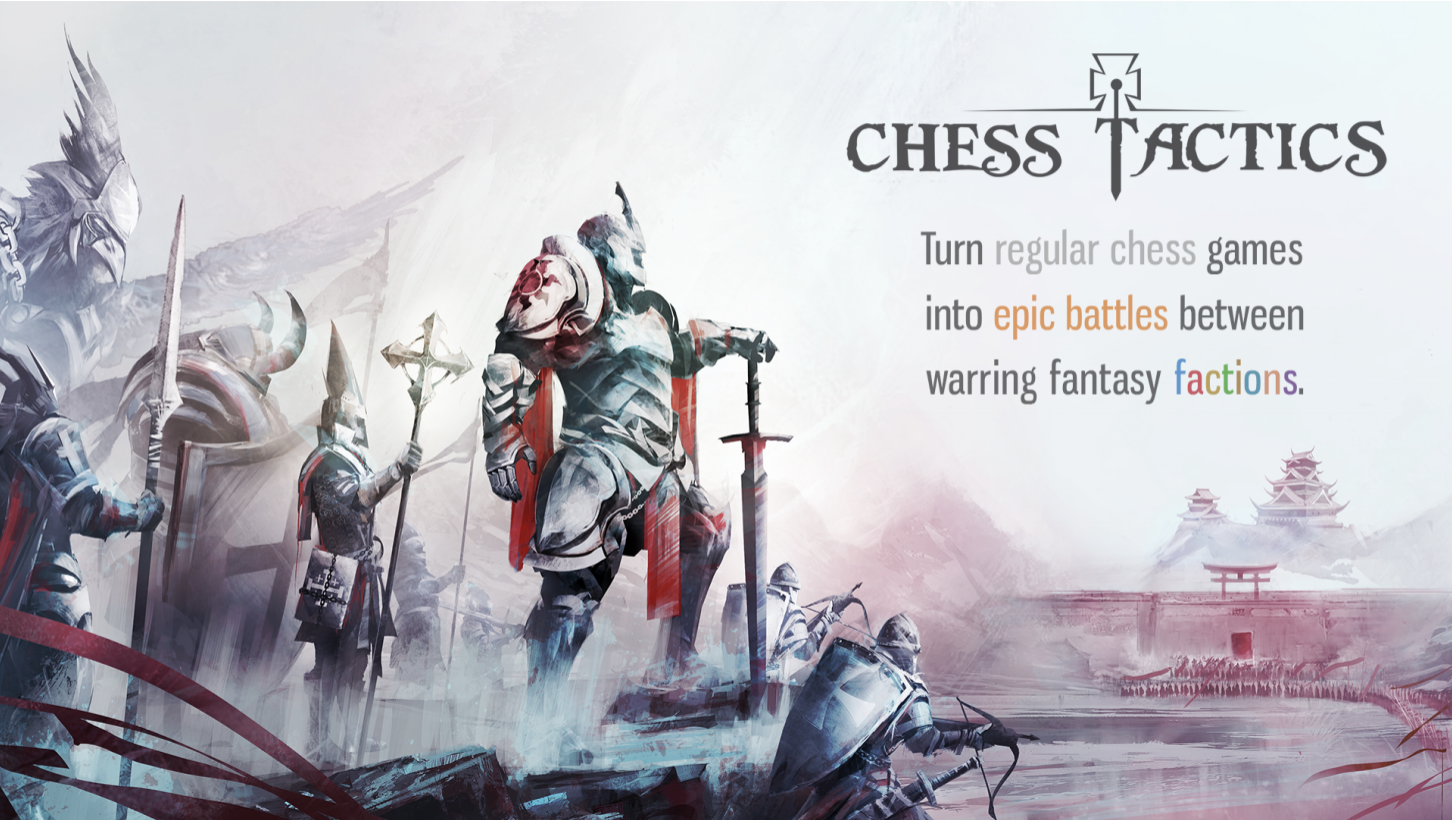 CHESS TACTICS
Turn regular chess games
into epic battles between
warring fantasy factions.